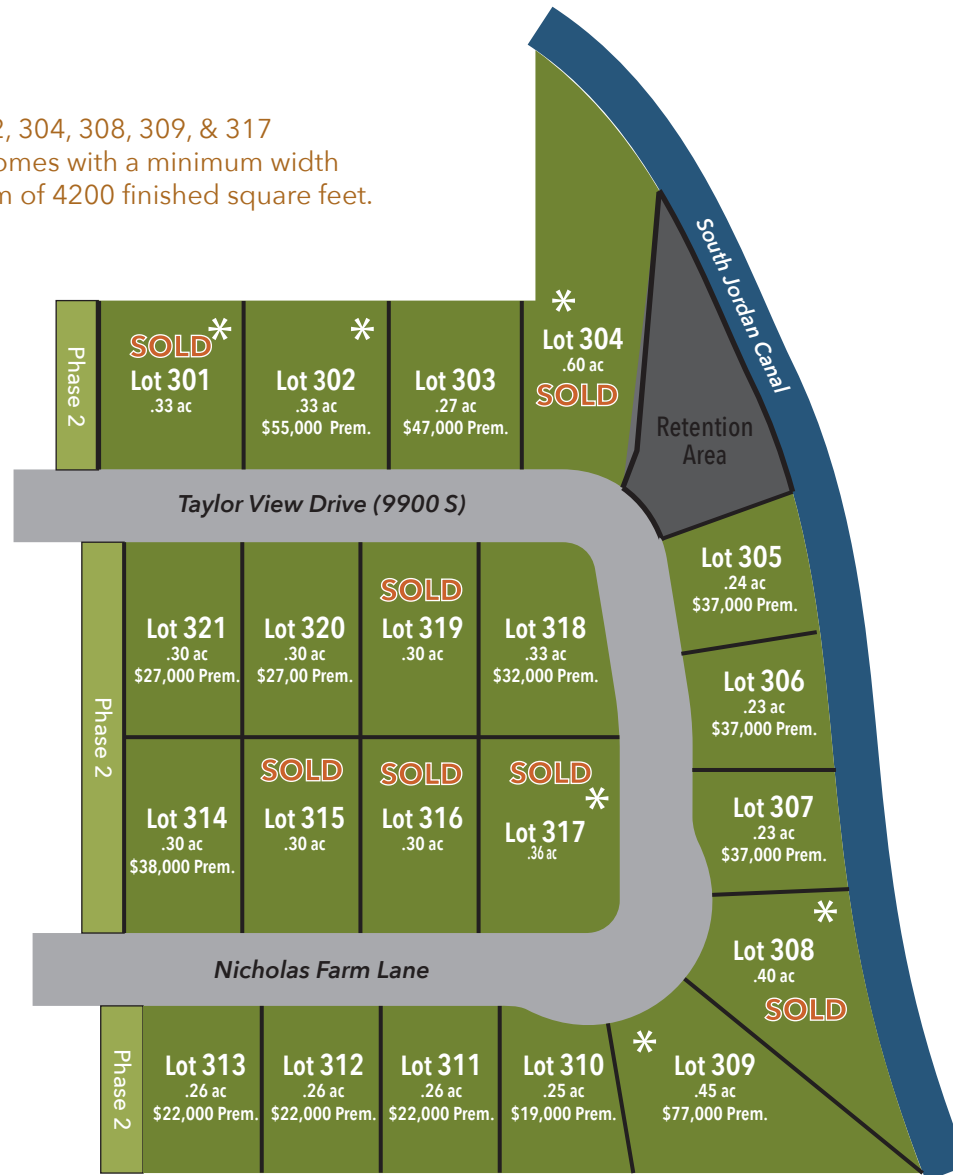 2, 304, 308, 309, & 317
omes with a minimum width
m of 4200 finished square feet.
South Jordan Canal
Phase 2
SOLD*
Lot 301
.33 ac
*
Lot 302
.33 ac
$55,000 Prem.
Lot 303
.27 ac
$47,000 Prem.
*
Lot 304
.60 ac
SOLD
Retention
Area
Taylor View Drive (9900 S)
Lot 305
.24 ac
$37,000 Prem.
Phase 2
Lot 321
.30 ac
$27,000 Prem.
Lot 320
.30 ac
$27,00 Prem.
SOLD
Lot 319
.30 ac
Lot 318
.33 ac
$32,000 Prem.
Lot 306
.23 ac
$37,000 Prem.
Lot 314
.30 ac
$38,000 Prem.
SOLD
Lot 315
.30 ac
SOLD
Lot 316
.30 ac
SOLD
*
Lot 317
.36 ac
Lot 307
.23 ac
$37,000 Prem.
*
Lot 308
.40 ac
SOLD
Nicholas Farm Lane
Phase 2
Lot 313
.26 ac
$22,000 Prem.
Lot 312
.26 ac
$22,000 Prem.
Lot 311
.26 ac
$22,000 Prem.
Lot 310
.25 ac
$19,000 Prem.
*
Lot 309
.45 ac
$77,000 Prem.